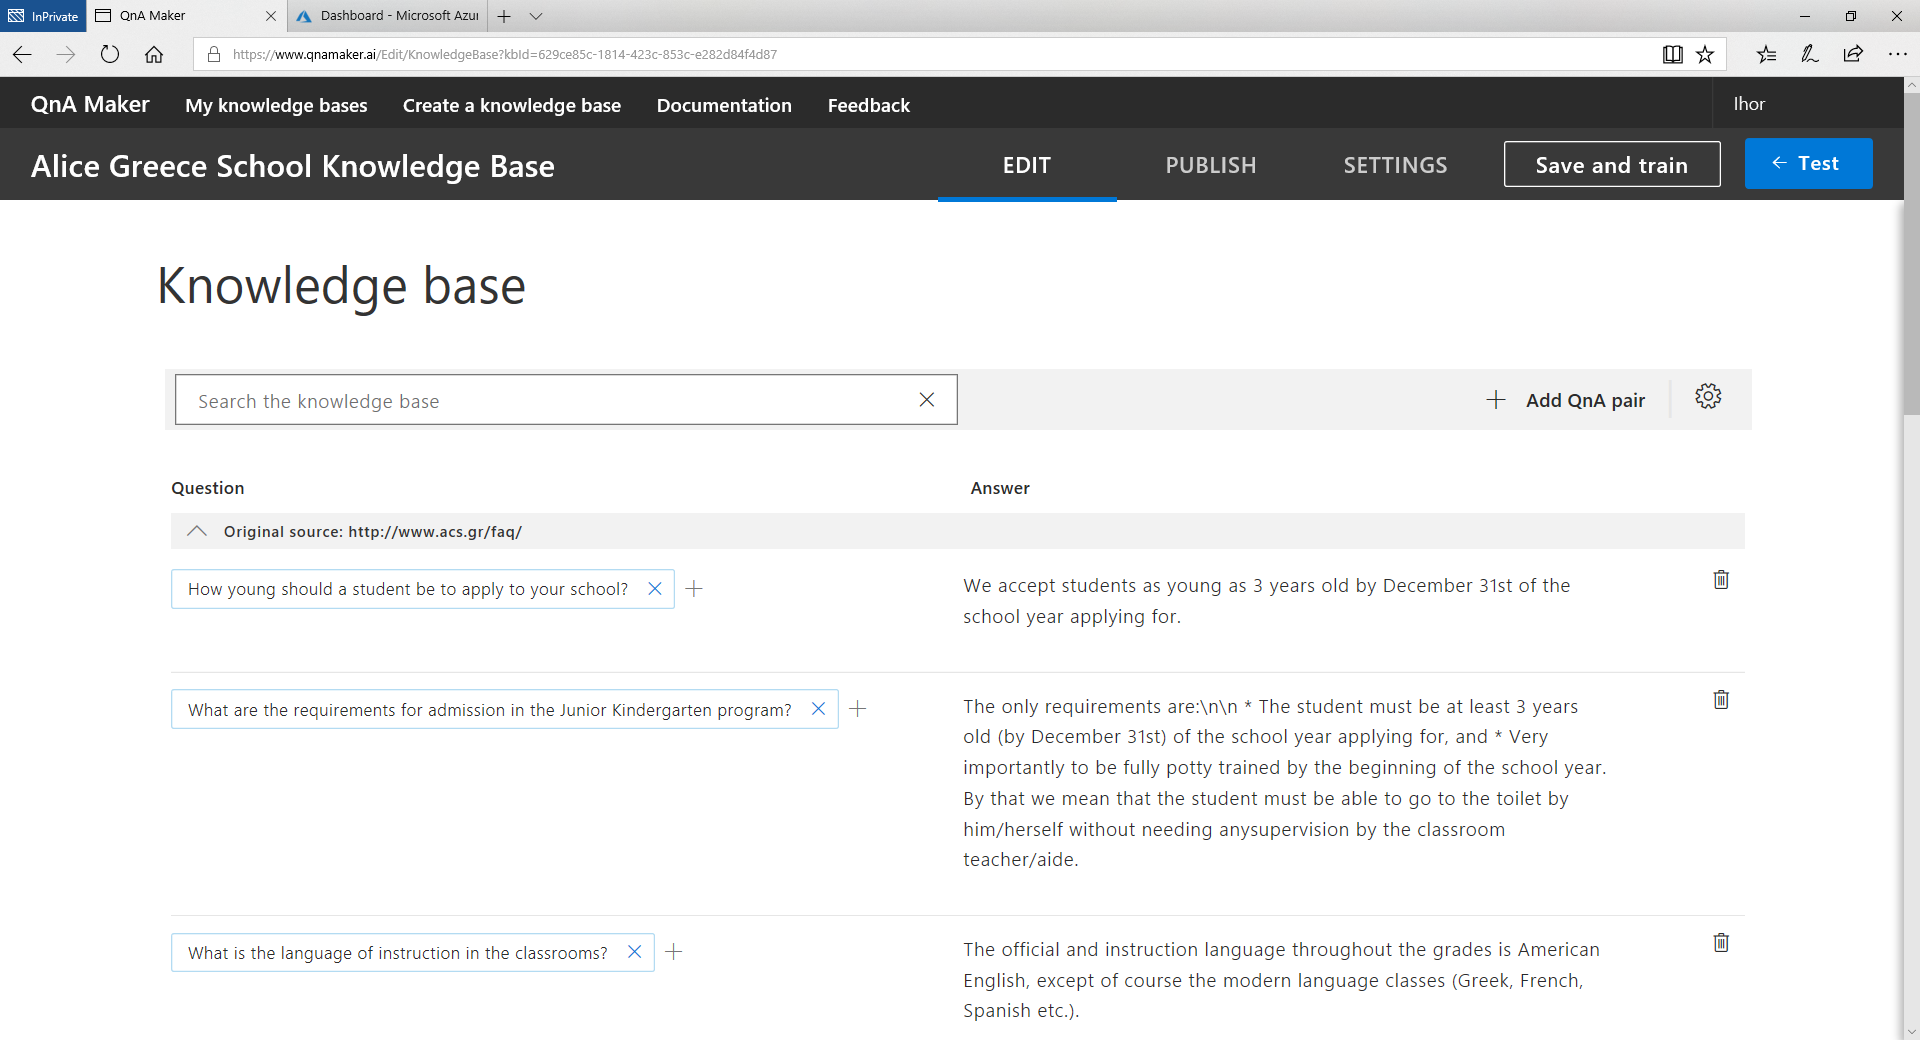 InPrivate QnA Maker Dashboard - Microsoft Azur
https://www.qnamaker.ai/Edit/KnowledgeBase?kbId=629ce85c-1814-423c-853c-e282d84f4d87
QnA Maker My knowledge bases Create a knowledge base Documentation Feedback Ihor
Alice Greece School Knowledge Base EDIT PUBLISH SETTINGS Save and train Test
Knowledge base
Search the knowledge base Add QnA pair
Question Answer
Original source: http://www.acs.gr/faq/
How young should a student be to apply to your school?
We accept students as young as 3 years old by December 31st of the
school year applying for.
What are the requirements for admission in the Junior Kindergarten program?
The only requirements are:\n\n * The student must be at least 3 years
old (by December 31st) of the school year applying for, and * Very
importantly to be fully potty trained by the beginning of the school year.
By that we mean that the student must be able to go to the toilet by
him/herself without needing anysupervision by the classroom
teacher/aide.
What is the language of instruction in the classrooms?
The official and instruction language throughout the grades is American
English, except of course the modern language classes (Greek, French,
Spanish etc.).